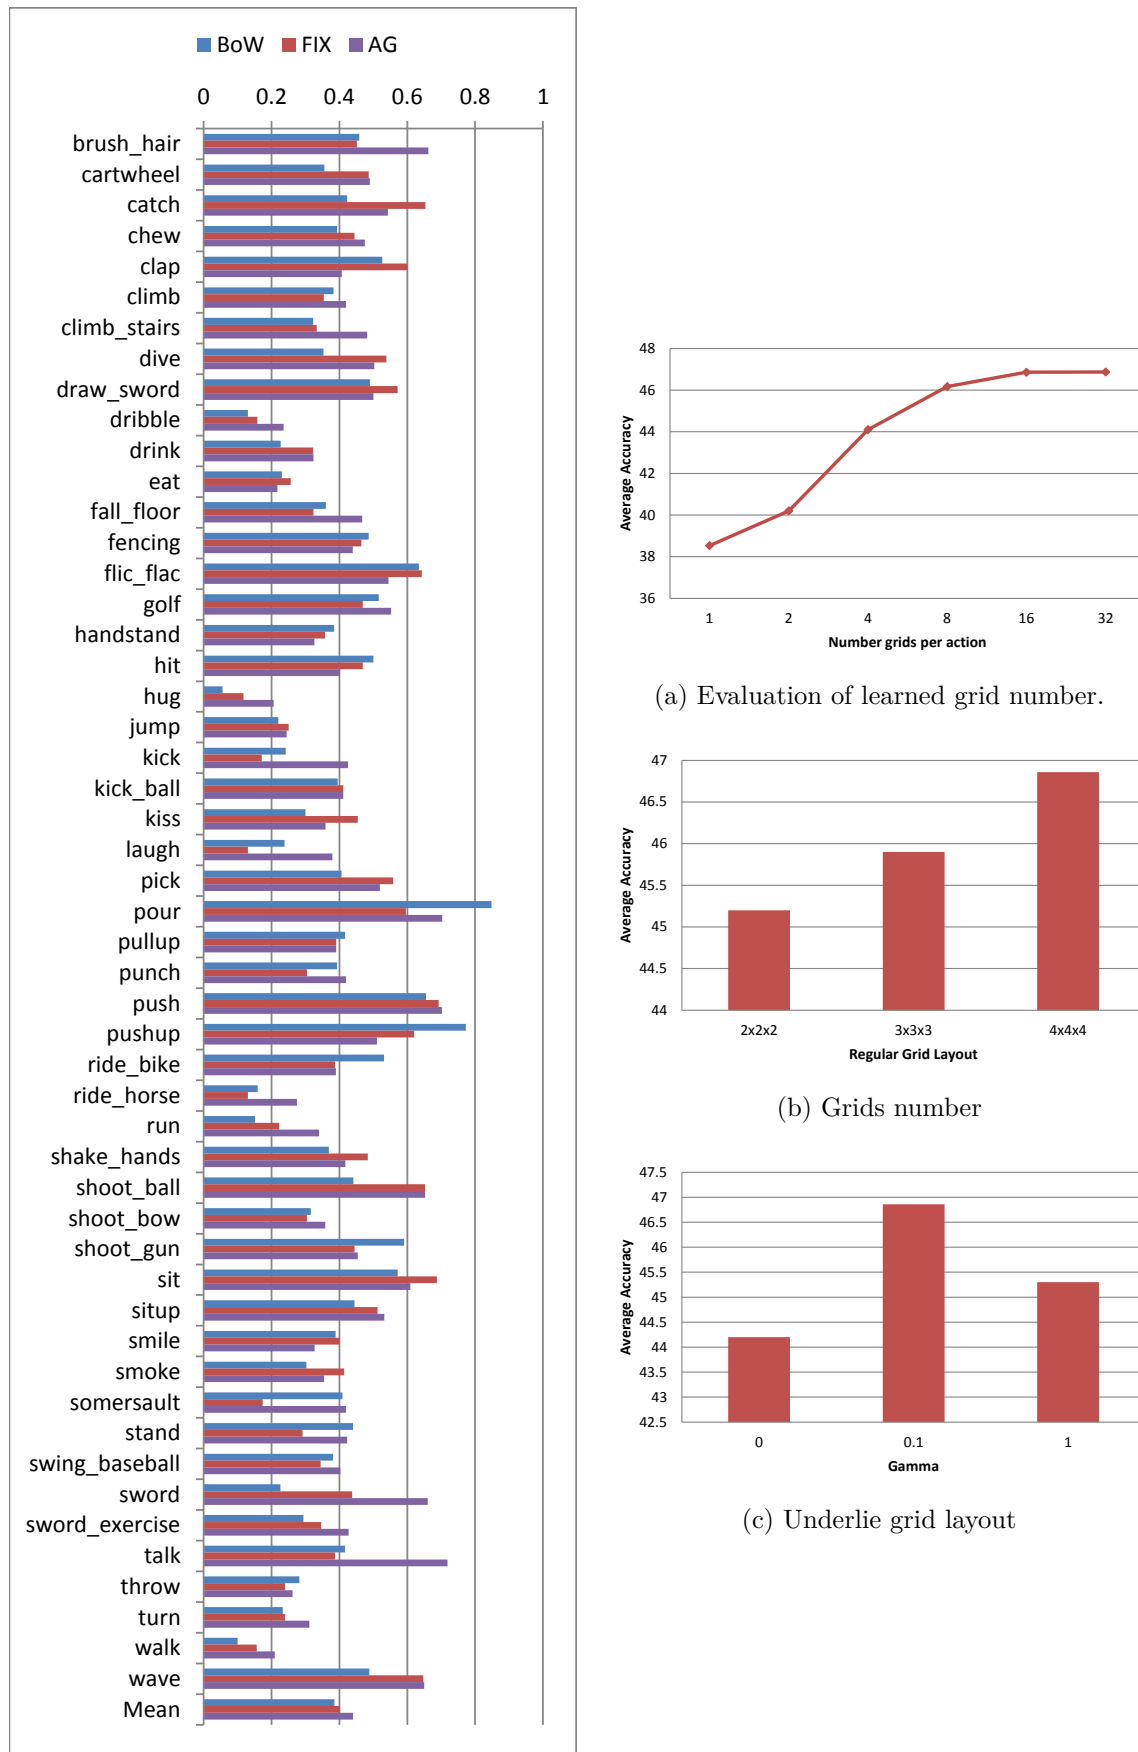 BoW FIX AG
0 0.2 0.4 0.6 0.8 1
brush_hair
cartwheel
catch
chew
clap
climb
climb_stairs
dive
draw_sword
dribble
drink
eat
fall_floor
fencing
flic_flac
golf
handstand
hit
hug
jump
kick
kick_ball
kiss
laugh
pick
pour
pullup
punch
push
pushup
ride_bike
ride_horse
run
shake_hands
shoot_ball
shoot_bow
shoot_gun
sit
situp
smile
smoke
somersault
stand
swing_baseball
sword
sword_exercise
talk
throw
turn
walk
wave
Mean
48
46
44
42
40
38
36
Average Accuracy
1 2 4 8 16 32
Number grids per action
(a) Evaluation of learned grid number.
47
46.5
46
45.5
45
44.5
44
Average Accuracy
2x2x2 3x3x3 4x4x4
Regular Grid Layout
(b) Grids number
47.5
47
46.5
46
45.5
45
44.5
44
43.5
43
42.5
Average Accuracy
0 0.1 1
Gamma
(c) Underlie grid layout